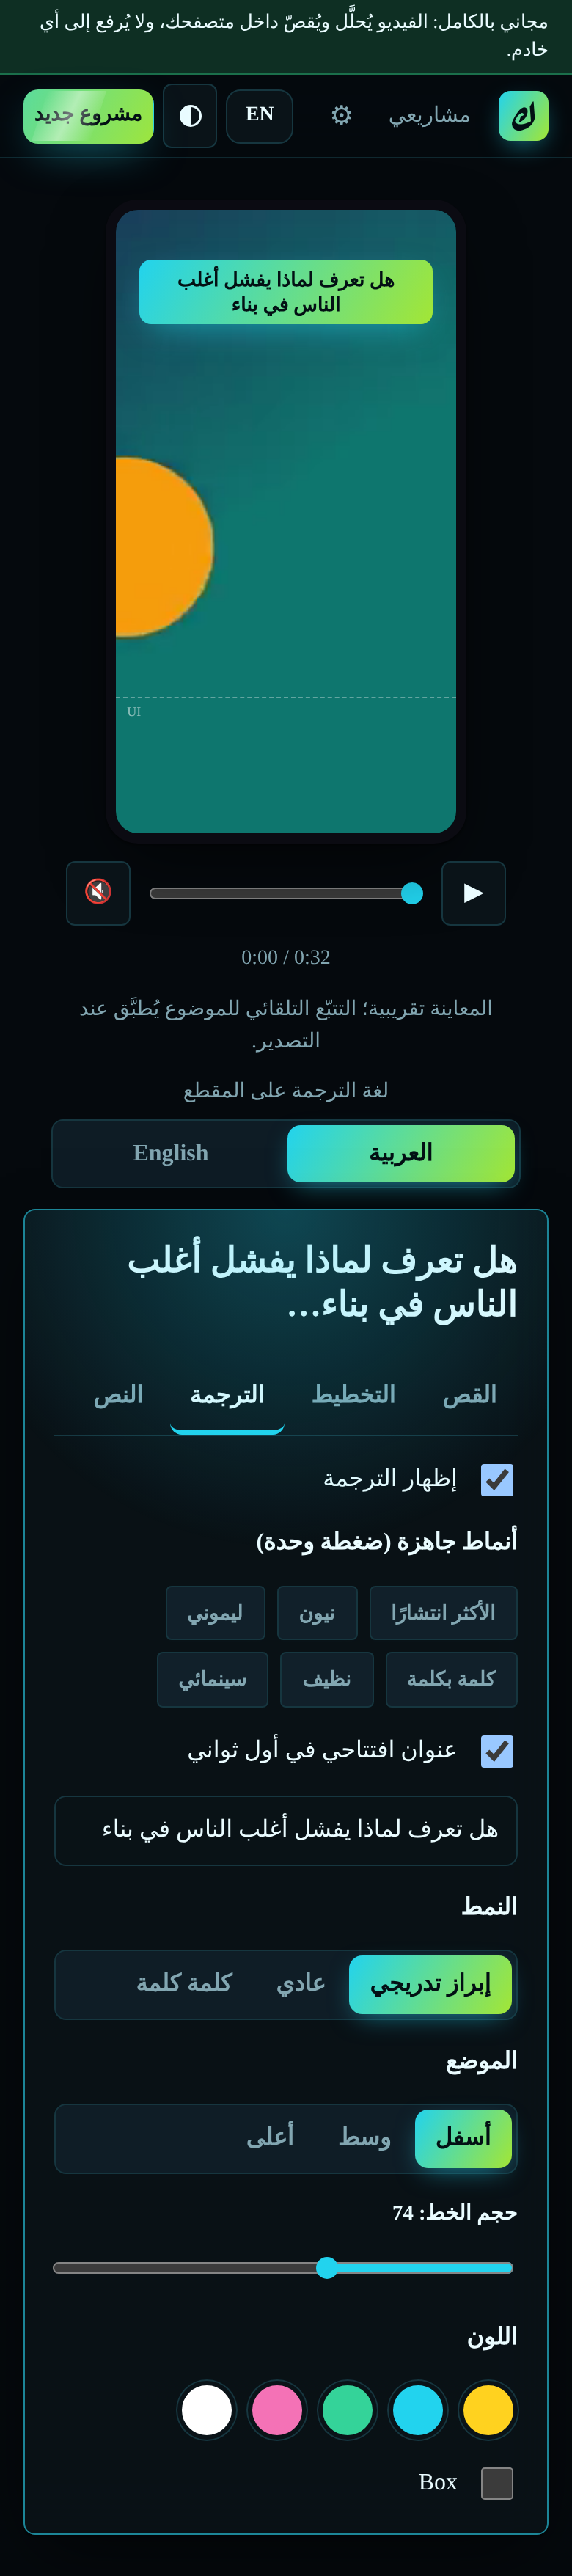 مجاني بالكامل: الفيديو يُحلَّل ويُقصّ داخل متصفحك، ولا يُرفع إلى أي
خادم.
ك
مشاريعي
EN
مشروع جديد
هل تعرف لماذا يفشل أغلب
الناس في بناء
UI
0:00 / 0:32
المعاينة تقريبية؛ التتبّع التلقائي للموضوع يُطبَّق عند
التصدير.
لغة الترجمة على المقطع
العربية
English
هل تعرف لماذا يفشل أغلب
الناس في بناء…
القص
التخطيط
الترجمة
النص
إظهار الترجمة
أنماط جاهزة (ضغطة وحدة)
الأكثر انتشارًا
نيون
ليموني
كلمة بكلمة
نظيف
سينمائي
عنوان افتتاحي في أول ثواني
هل تعرف لماذا يفشل أغلب الناس في بناء
النمط
إبراز تدريجي
عادي
كلمة كلمة
الموضع
أسفل
وسط
أعلى
حجم الخط: 74
اللون
Box